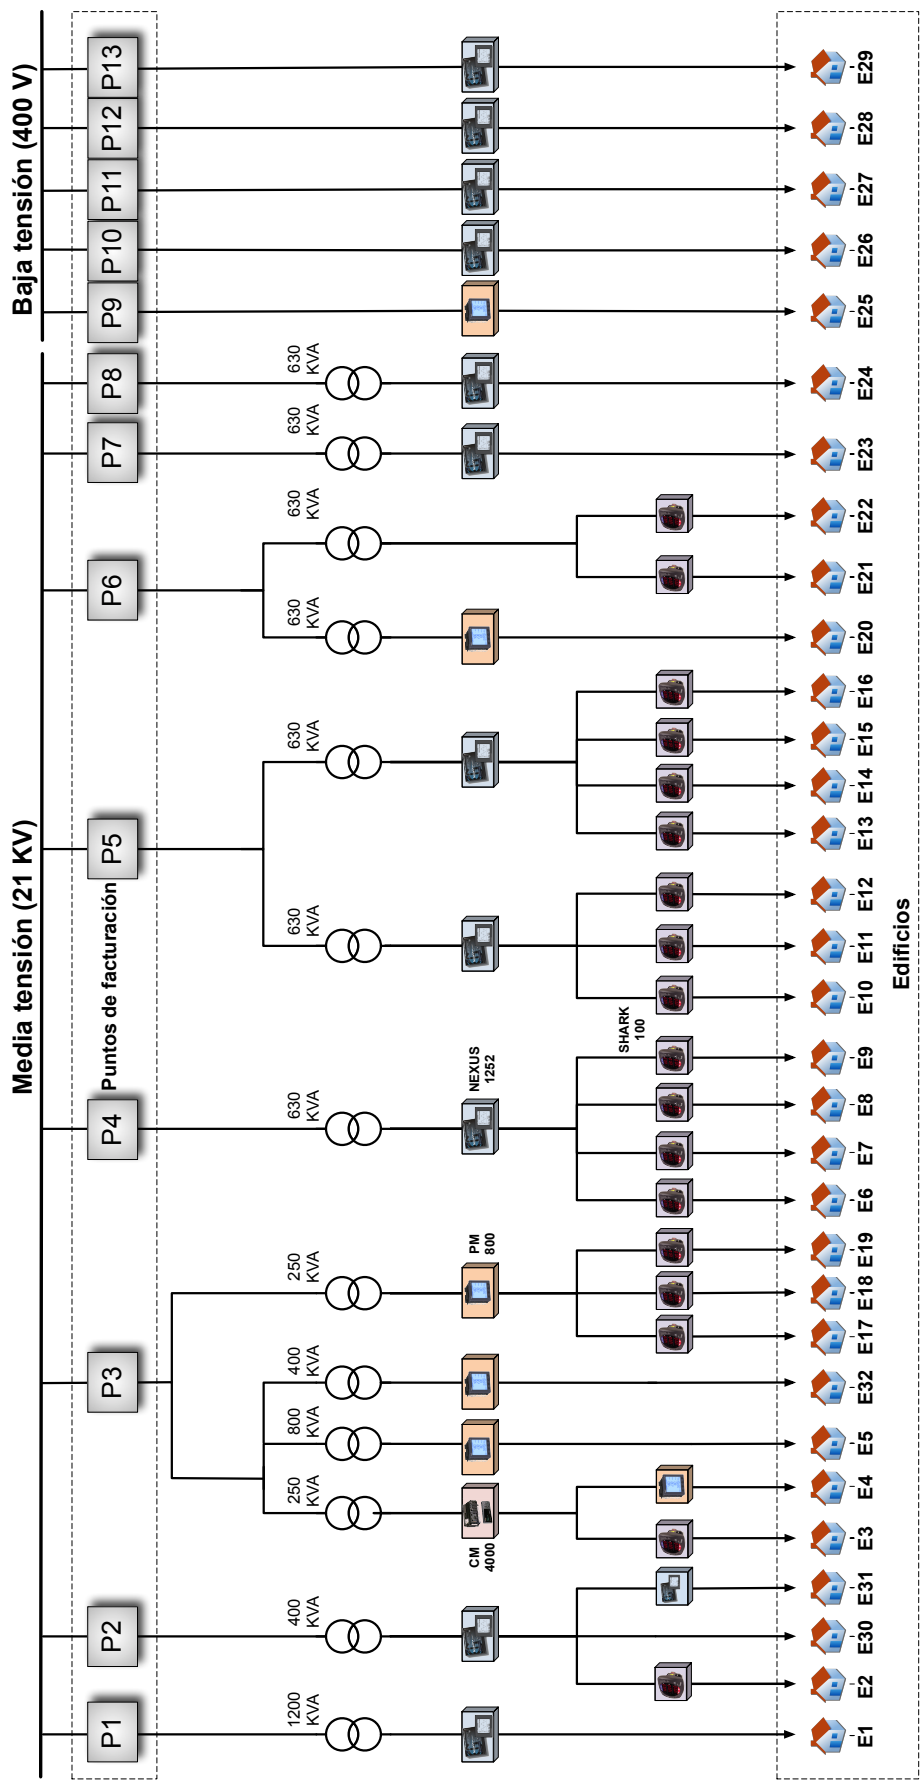 Media tensión (21 KV)
Baja tensión (400 V)
P1
P2
P3
P4
Puntos de facturación
P5
P6
P7
P8
P9
P10
P11
P12
P13
1200
KVA
400
KVA
250
KVA
800
KVA
400
KVA
250
KVA
630
KVA
630
KVA
630
KVA
630
KVA
630
KVA
630
KVA
630
KVA
CM
4000
PM
800
NEXUS
1252
SHARK
100
E1
E2
E30
E31
E3
E4
E5
E32
E17
E18
E19
E6
E7
E8
E9
E10
E11
E12
E13
E14
E15
E16
E20
E21
E22
E23
E24
E25
E26
E27
E28
E29
Edificios